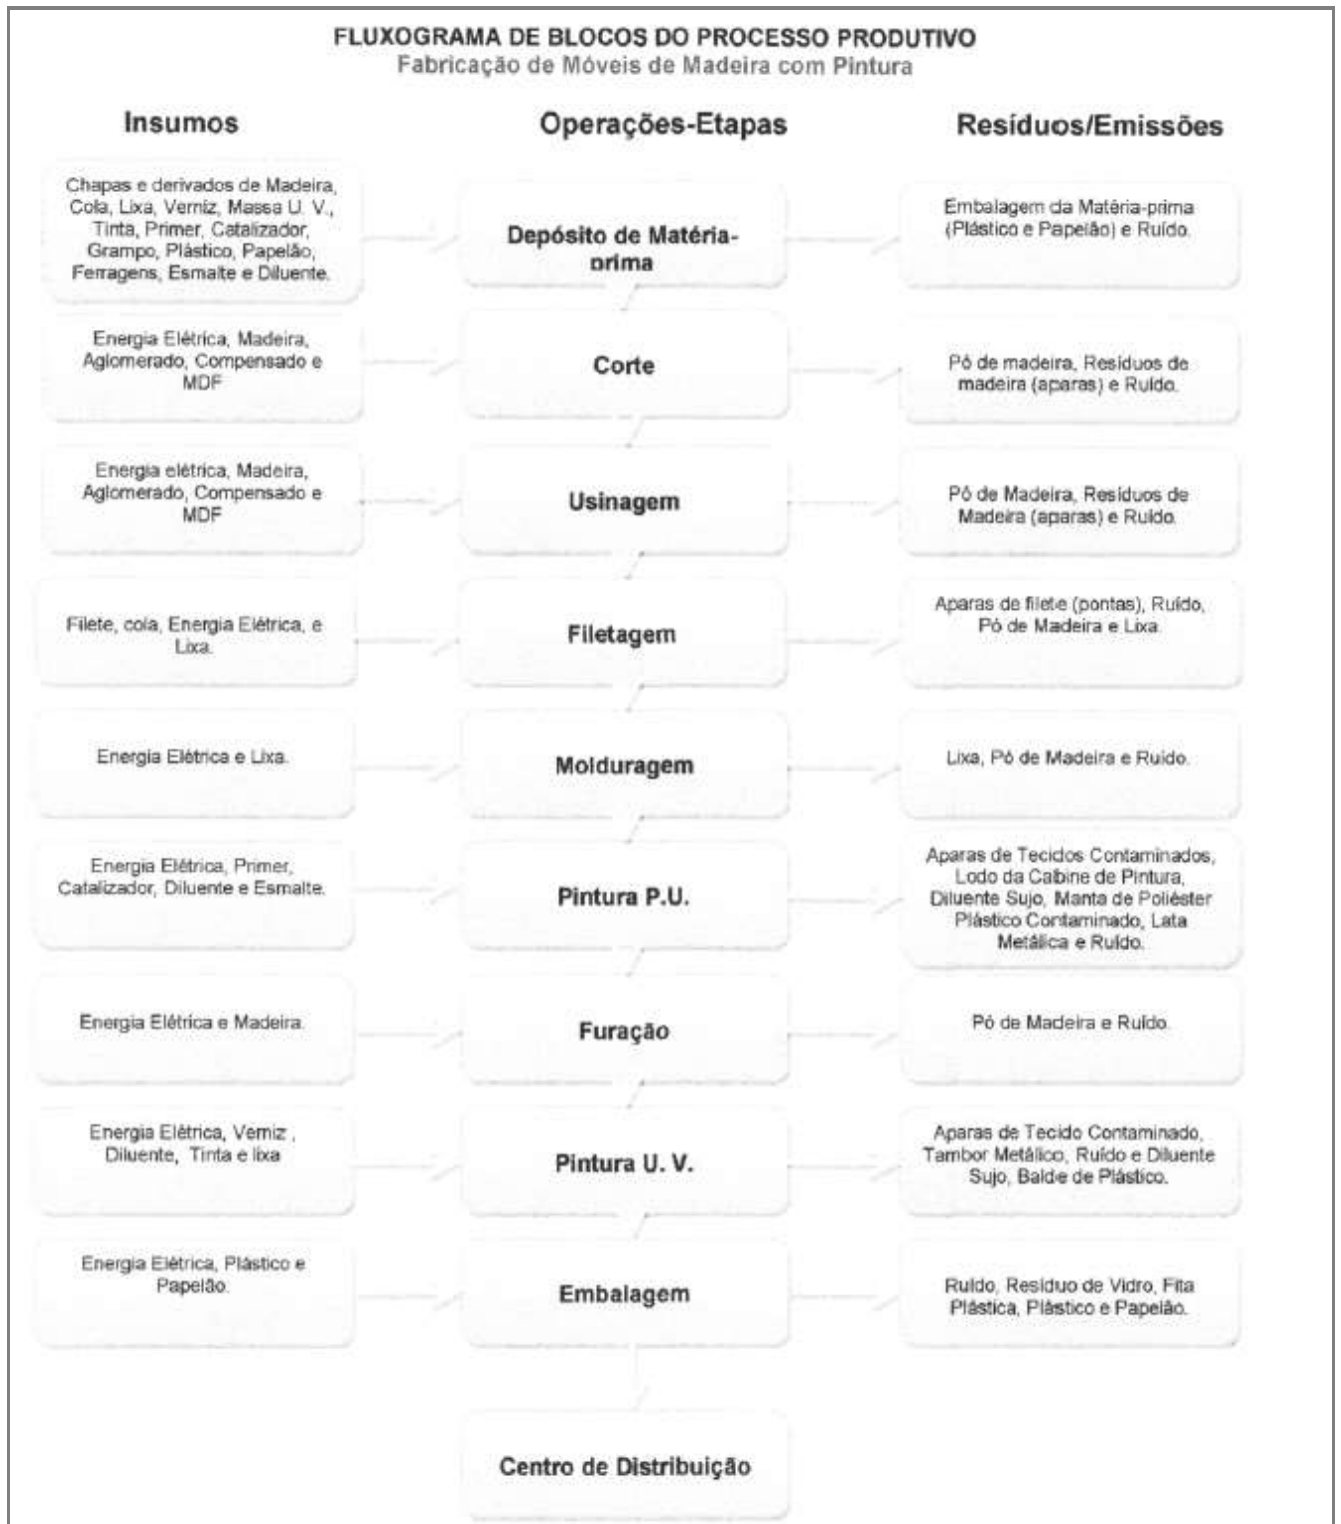 FLUXOGRAMA DE BLOCOS DO PROCESSO PRODUTIVO
Fabricação de Móveis de Madeira com Pintura
Insumos
Operações-Etapas
Resíduos/Emissões
Chapas e derivados de Madeira,
Cola, Lixa, Verniz, Massa U. V.,
Tinta, Primer, Catalizador,
Grampo, Plástico, Papelão,
Ferragens, Esmalte e Diluente.
Depósito de Matéria-
prima
Embalagem da Matéria-prima
(Plástico e Papelão) e Ruído.
Energia Elétrica, Madeira,
Aglomerado, Compensado e
MDF
Corte
Pó de madeira, Resíduos de
madeira (aparas) e Ruído.
Energia elétrica, Madeira,
Aglomerado, Compensado e
MDF
Usinagem
Pó de Madeira, Resíduos de
Madeira (aparas) e Ruído.
Filete, cola, Energia Elétrica, e
Lixa.
Filetagem
Aparas de filete (pontas), Ruído,
Pó de Madeira e Lixa.
Energia Elétrica e Lixa.
Molduragem
Lixa, Pó de Madeira e Ruído.
Energia Elétrica, Primer,
Catalizador, Diluente e Esmalte.
Pintura P.U.
Aparas de Tecidos Contaminados,
Lodo da Cabine de Pintura,
Diluente Sujo, Manta de Poliéster
Plástico Contaminado, Lata
Metálica e Ruído.
Energia Elétrica e Madeira.
Furação
Pó de Madeira e Ruído.
Energia Elétrica, Verniz ,
Diluente, Tinta e lixa
Pintura U. V.
Aparas de Tecido Contaminado,
Tambor Metálico, Ruído e Diluente
Sujo, Balde de Plástico.
Energia Elétrica, Plástico e
Papelão.
Embalagem
Ruído, Resíduo de Vidro, Fita
Plástica, Plástico e Papelão.
Centro de Distribuição